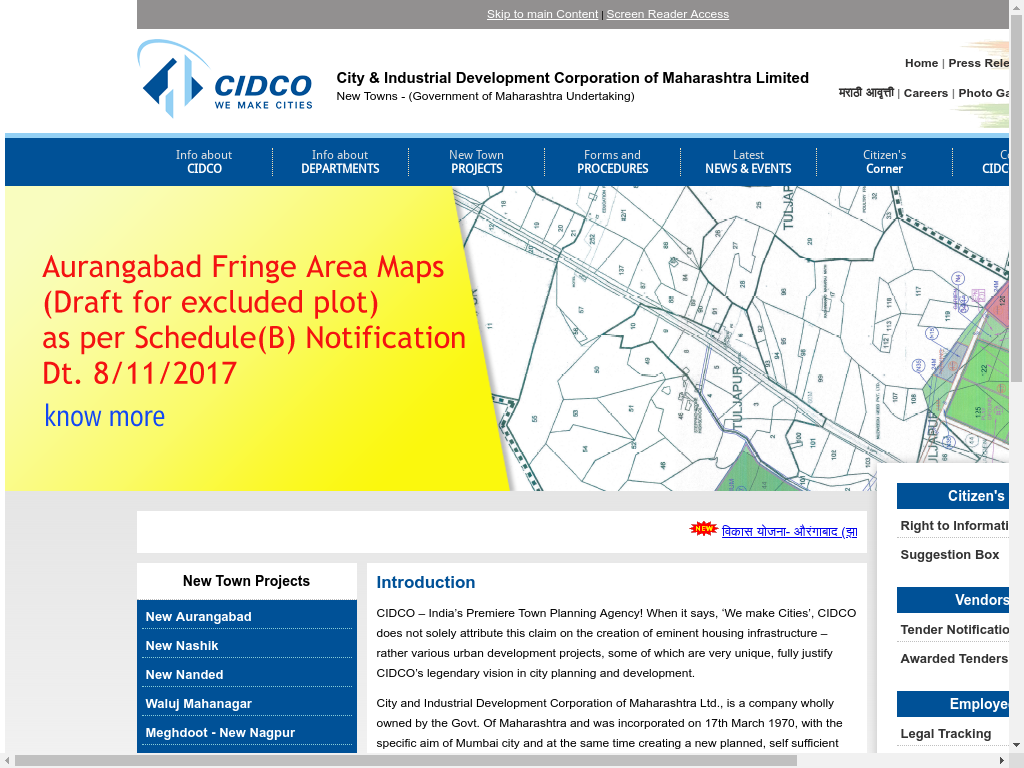 Skip to main Content | Screen Reader Access
CIDCO
WE MAKE CITIES
City & Industrial Development Corporation of Maharashtra Limited
New Towns - (Government of Maharashtra Undertaking)
Home | Press Rele
मराठी आवृत्ती | Careers | Photo Ga
Info about
CIDCO
Info about
DEPARTMENTS
New Town
PROJECTS
Forms and
PROCEDURES
Latest
NEWS & EVENTS
Citizen's
Corner
Aurangabad Fringe Area Maps
(Draft for excluded plot)
as per Schedule(B) Notification
Dt. 8/11/2017
know more
TULJAPUR
NEW विकास योजना- औरंगाबाद (झा
New Town Projects
New Aurangabad
New Nashik
New Nanded
Waluj Mahanagar
Meghdoot - New Nagpur
Introduction
CIDCO – India’s Premiere Town Planning Agency! When it says, ‘We make Cities’, CIDCO
does not solely attribute this claim on the creation of eminent housing infrastructure –
rather various urban development projects, some of which are very unique, fully justify
CIDCO’s legendary vision in city planning and development.
City and Industrial Development Corporation of Maharashtra Ltd., is a company wholly
owned by the Govt. Of Maharashtra and was incorporated on 17th March 1970, with the
specific aim of Mumbai city and at the same time creating a new planned, self sufficient
Citizen's
Right to Informati
Suggestion Box
Vendors
Tender Notificatio
Awarded Tenders
Employe
Legal Tracking